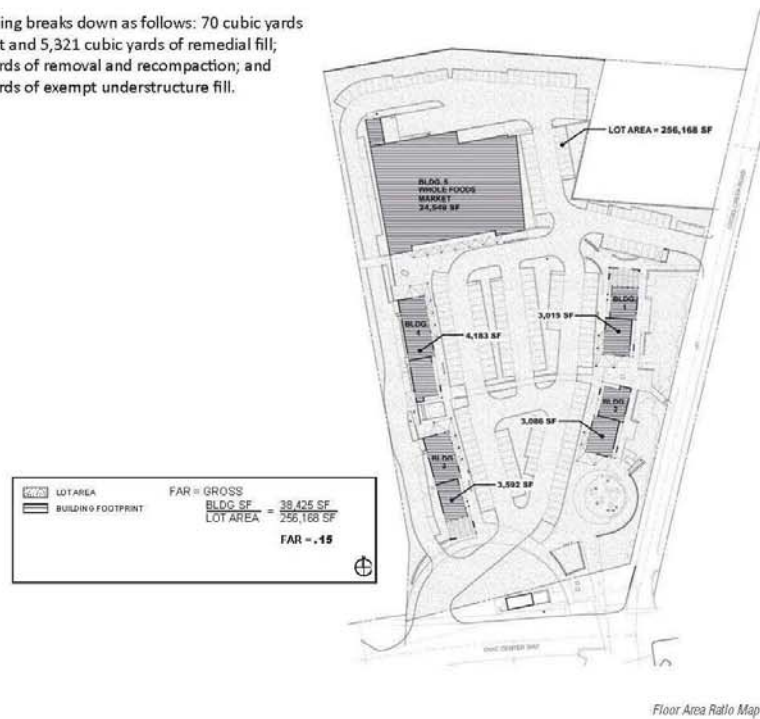 ing breaks down as follows: 70 cubic yards
t and 5,321 cubic yards of remedial fill;
rds of removal and recompaction; and
rds of exempt understructure fill.
LOT AREA = 256,168 SF
BLDG 5
WHOLE FOODS
MARKET
24,549 SF
BLDG
1
3,015 SF
BLDG
4
4,183 SF
BLDG
2
3,086 SF
BLDG
3
3,592 SF
LOT AREA
BUILDING FOOTPRINT
FAR = GROSS
BLDG SF = 38,425 SF
LOT AREA 256,168 SF
FAR = .15
CIVIC CENTER WAY
Floor Area Ratio Map